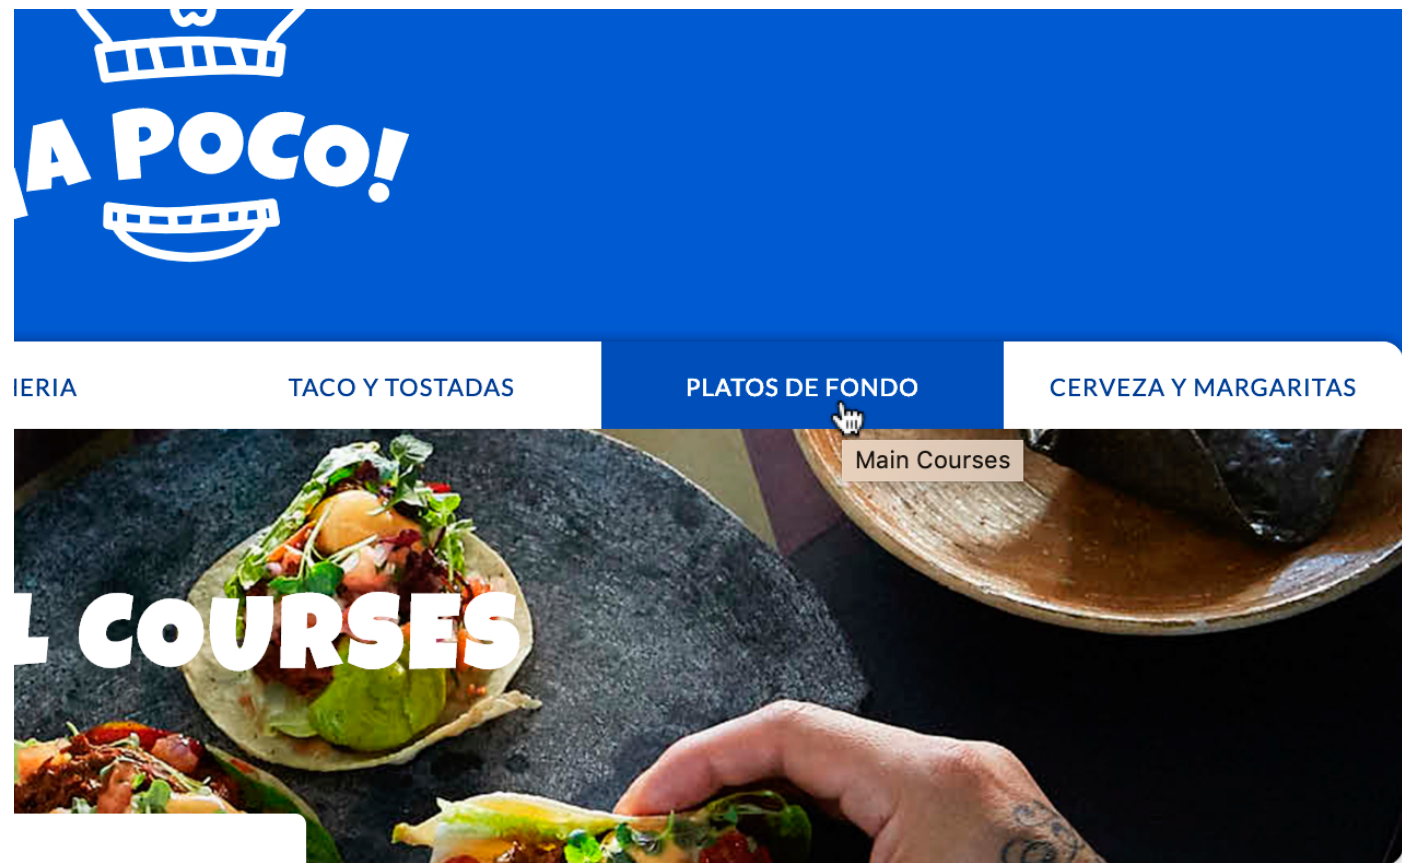 ¡A POCO!
IERIA
TACO Y TOSTADAS
PLATOS DE FONDO
CERVEZA Y MARGARITAS
Main Courses
L COURSES